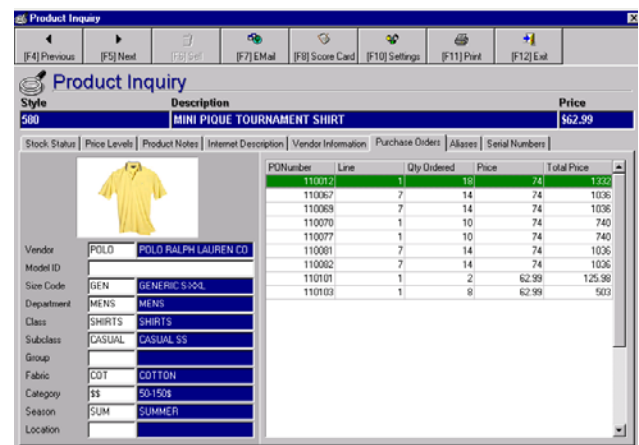 Product Inquiry
[F4] Previous [F5] Next [F6] Sell [F7] EMail [F8] Score Card [F10] Settings [F11] Print [F12] Exit
Product Inquiry
Style Description Price
580 MINI PIQUE TOURNAMENT SHIRT $62.99
Stock Status Price Levels Product Notes Internet Description Vendor Information Purchase Orders Aliases Serial Numbers
PONumber Line Qty Ordered Price Total Price
110012 1 18 74 1332
110067 7 14 74 1036
110069 7 14 74 1036
110070 1 10 74 740
110077 1 10 74 740
110081 7 14 74 1036
110082 7 14 74 1036
110101 1 2 62.99 125.98
110103 1 8 62.99 503
Vendor POLO POLO RALPH LAUREN CO
Model ID
Size Code GEN GENERIC S-XXL
Department MENS MENS
Class SHIRTS SHIRTS
Subclass CASUAL CASUAL SS
Group
Fabric COT COTTON
Category $$ 50-150$
Season SUM SUMMER
Location